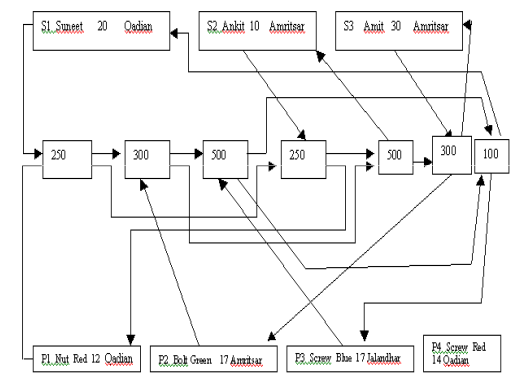 S1 Suneet 20 Qadian
S2 Ankit 10 Amritsar
S3 Amit 30 Amritsar
250
300
500
250
500
300
100
P1 Nut Red 12 Qadian
P2 Bolt Green 17 Amritsar
P3 Screw Blue 17 Jalandhar
P4 Screw Red
14 Qadian